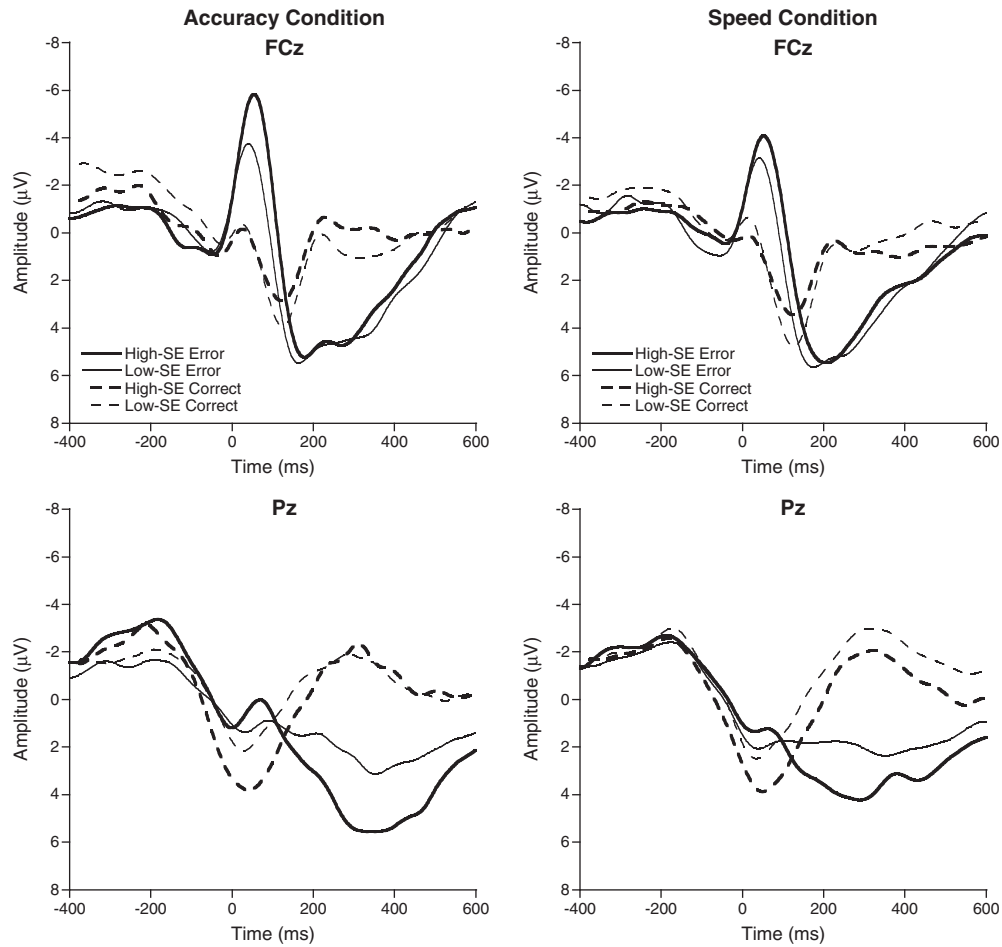 Accuracy Condition
FCz
-8
-6
-4
-2
0
2
4
6
8
Amplitude (µV)
High-SE Error
Low-SE Error
High-SE Correct
Low-SE Correct
-400 -200 0 200 400 600
Time (ms)
Speed Condition
FCz
-8
-6
-4
-2
0
2
4
6
8
Amplitude (µV)
High-SE Error
Low-SE Error
High-SE Correct
Low-SE Correct
-400 -200 0 200 400 600
Time (ms)
Pz
-8
-6
-4
-2
0
2
4
6
8
Amplitude (µV)
-400 -200 0 200 400 600
Time (ms)
Pz
-8
-6
-4
-2
0
2
4
6
8
Amplitude (µV)
-400 -200 0 200 400 600
Time (ms)